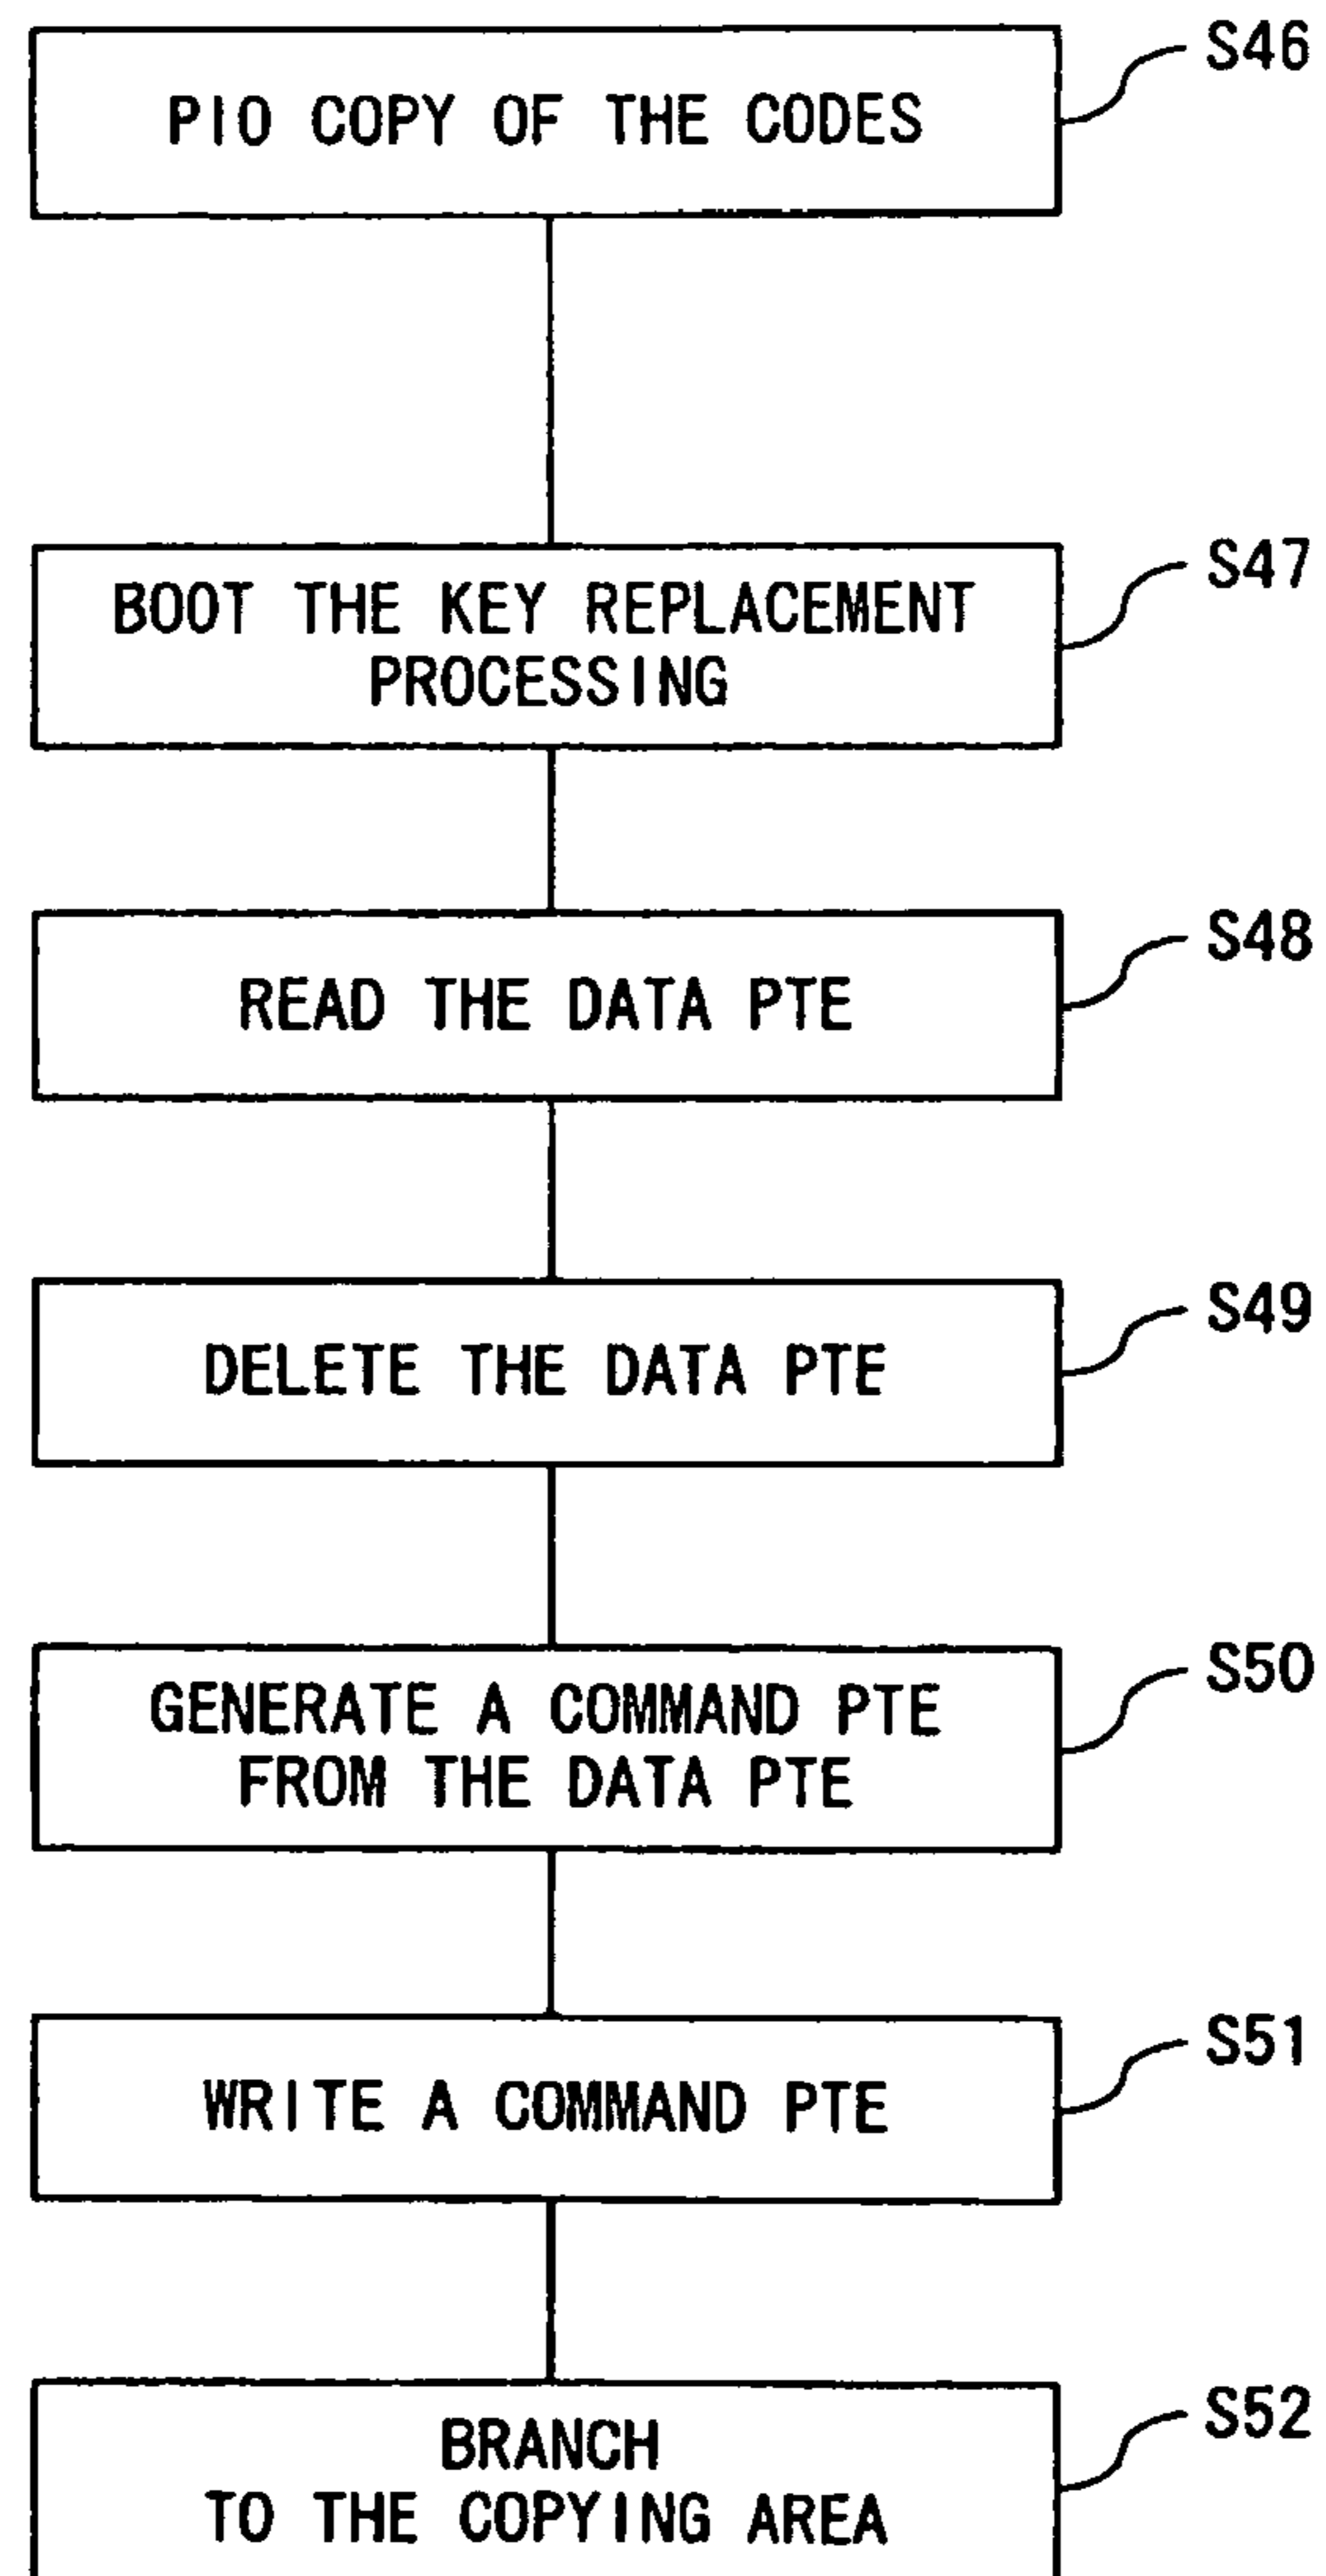 S46
PIO COPY OF THE CODES
S47
BOOT THE KEY REPLACEMENT
PROCESSING
S48
READ THE DATA PTE
S49
DELETE THE DATA PTE
S50
GENERATE A COMMAND PTE
FROM THE DATA PTE
S51
WRITE A COMMAND PTE
S52
BRANCH
TO THE COPYING AREA